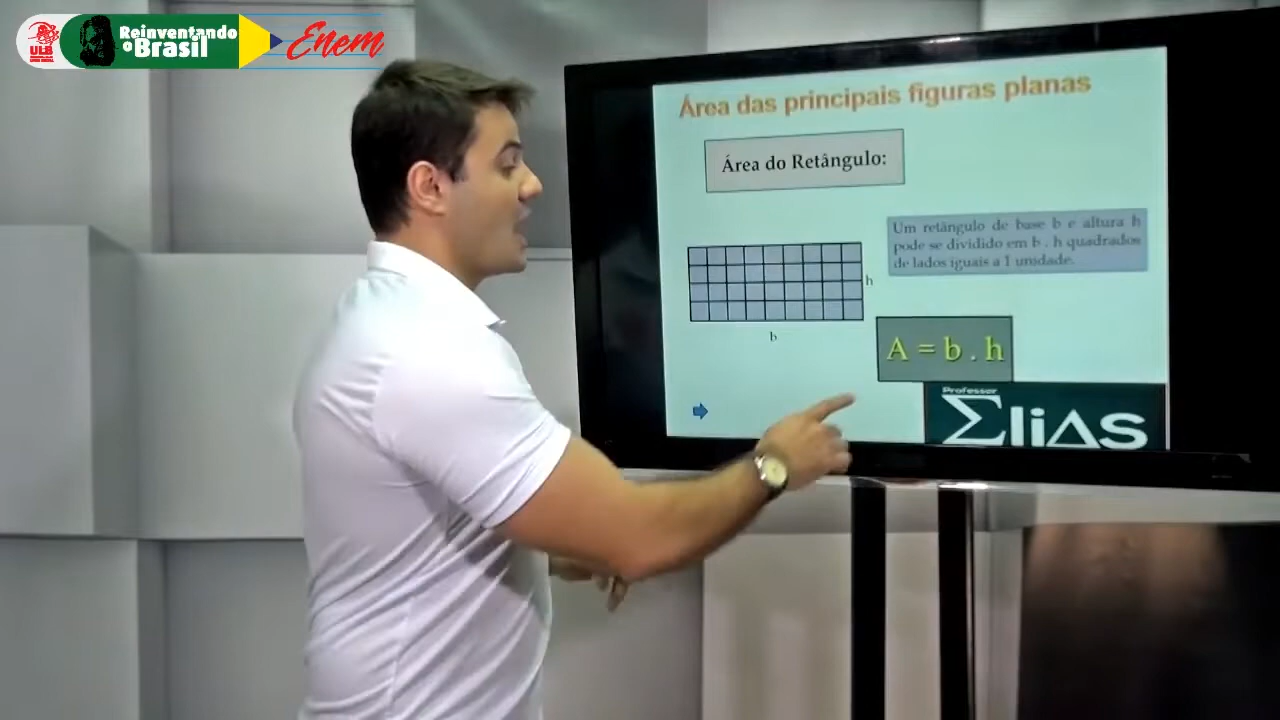 ULB
Reinventando
o Brasil
Enem
Área das principais figuras planas
Área do Retângulo:
Um retângulo de base b e altura h
pode se dividido em b . h quadrados
de lados iguais a 1 unidade.
h
b
A = b . h
Professor
ΣliΔs